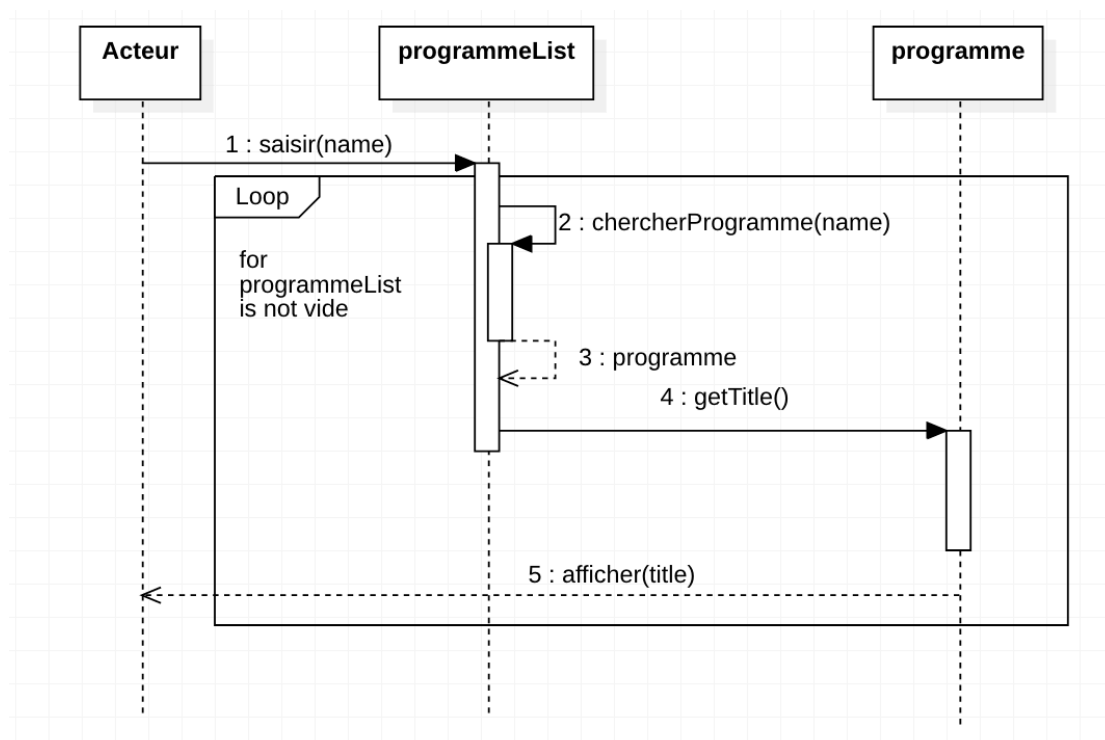 Acteur
programmeList
programme
1 : saisir(name)
Loop
2 : chercherProgramme(name)
for
programmeList
is not vide
3 : programme
4 : getTitle()
5 : afficher(title)